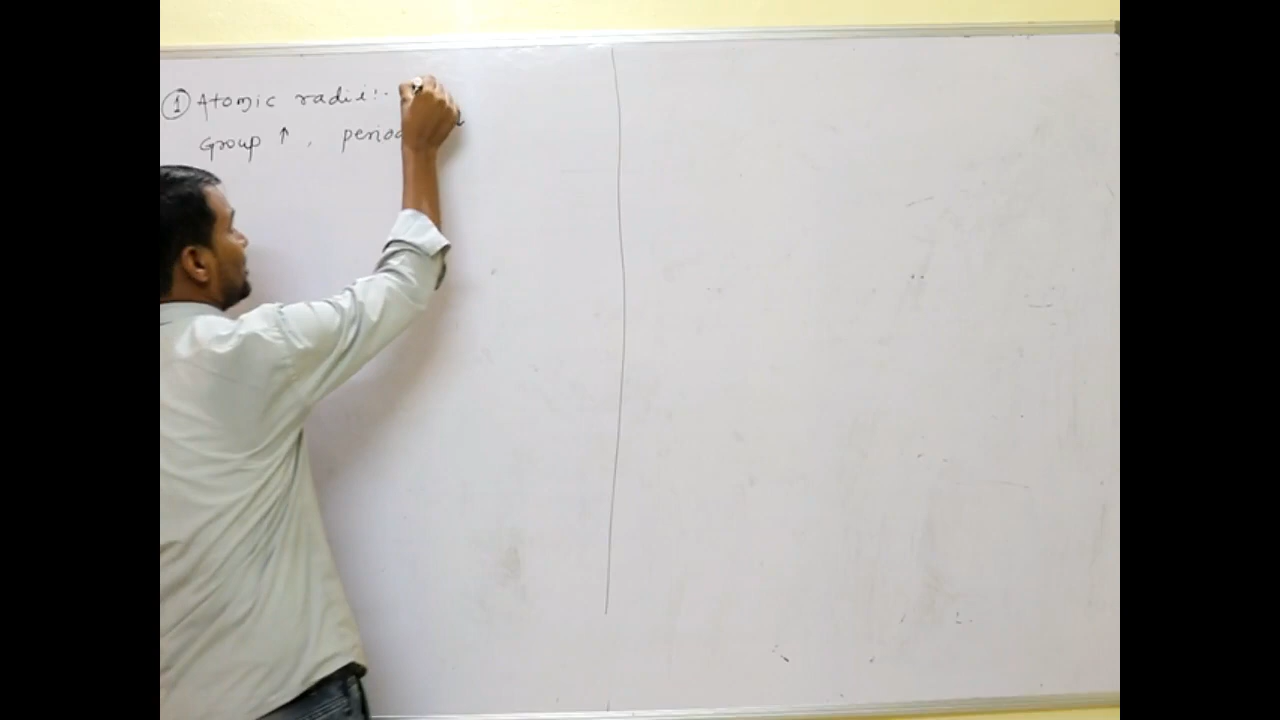 ① Atomic radii:-
Group ↑ ,